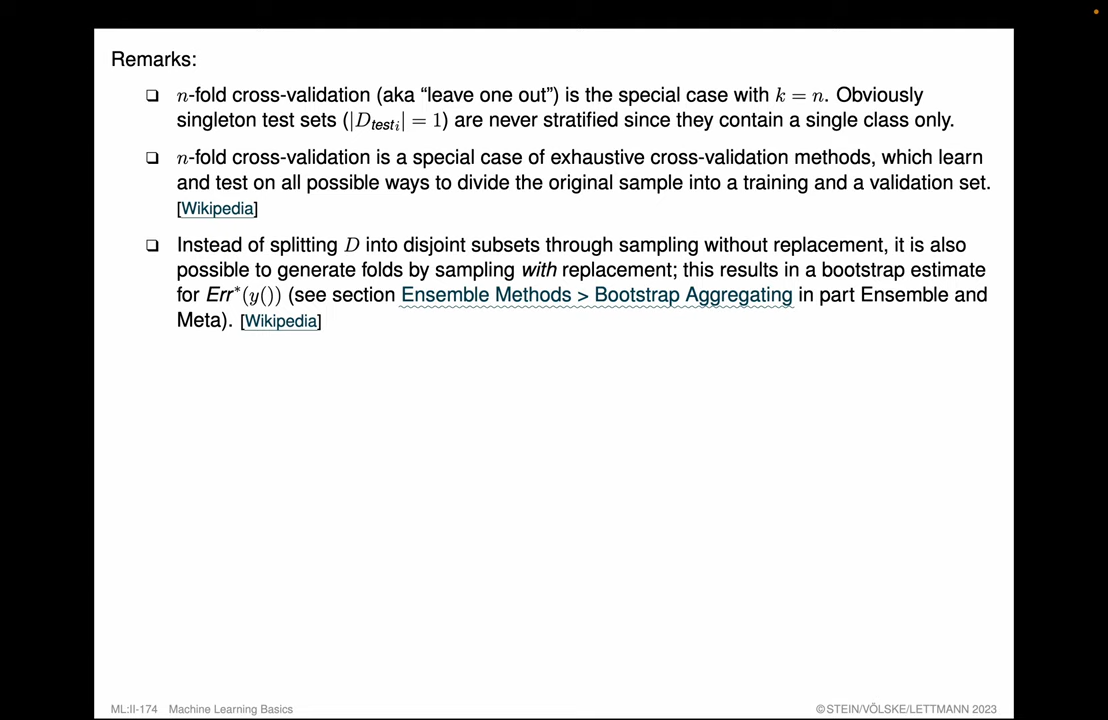 Remarks:
❑ n-fold cross-validation (aka “leave one out”) is the special case with k = n. Obviously
singleton test sets (|D_test_i| = 1) are never stratified since they contain a single class only.
❑ n-fold cross-validation is a special case of exhaustive cross-validation methods, which learn
and test on all possible ways to divide the original sample into a training and a validation set.
[Wikipedia]
❑ Instead of splitting D into disjoint subsets through sampling without replacement, it is also
possible to generate folds by sampling with replacement; this results in a bootstrap estimate
for Err*(y()) (see section Ensemble Methods > Bootstrap Aggregating in part Ensemble and
Meta). [Wikipedia]
ML:II-174 Machine Learning Basics
© STEIN/VÖLSKE/LETTMANN 2023